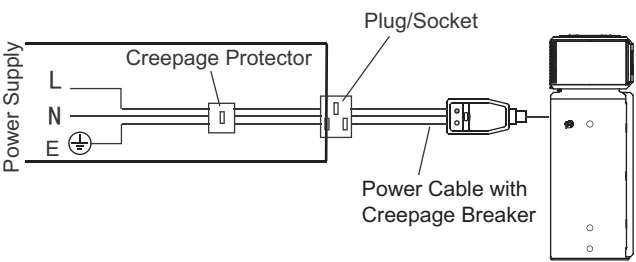 Plug/Socket
Creepage Protector
Power Supply
L
N
E
Power Cable with
Creepage Breaker